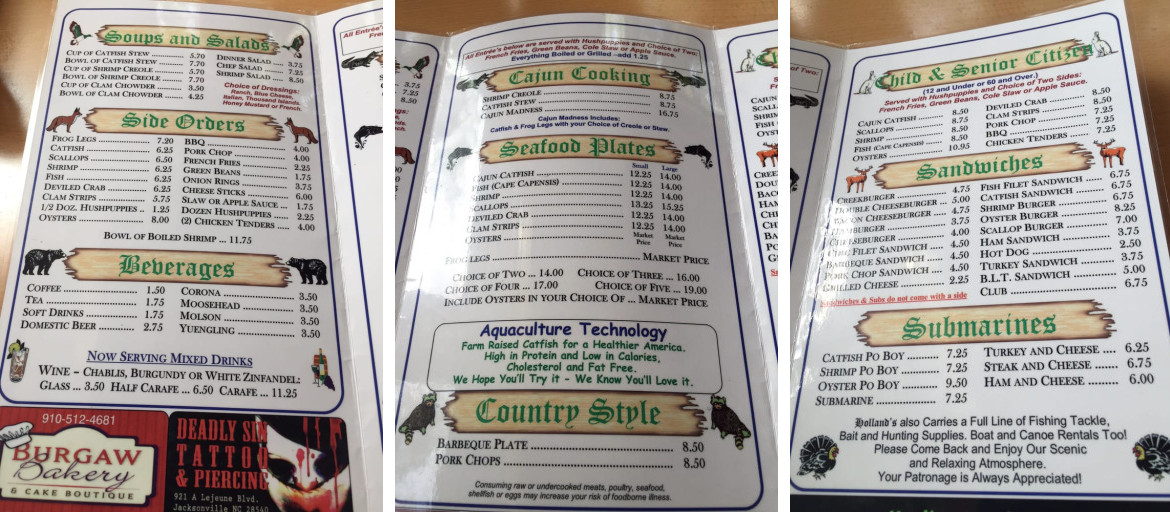 Soups and Salads
Cup of Catfish Stew .......... 5.70
Bowl of Catfish Stew .......... 7.70
Cup of Shrimp Creole .......... 5.70
Bowl of Shrimp Creole .......... 7.70
Cup of Clam Chowder .......... 3.50
Bowl of Clam Chowder .......... 4.25
Dinner Salad .... 3.75
Chef Salad .... 7.25
Shrimp Salad .... 8.50
Choice of Dressings:
Ranch, Blue Cheese,
Italian, Thousand Islands,
Honey Mustard or French.
Side Orders
Frog Legs .......... 7.20
Catfish .......... 6.25
Scallops .......... 6.50
Shrimp .......... 6.25
Fish .......... 6.25
Deviled Crab .......... 6.25
Clam Strips .......... 5.75
1/2 Doz. Hushpuppies .. 1.25
Oysters .......... 8.00
BBQ .......... 4.00
Pork Chop .......... 4.00
French Fries .......... 2.25
Green Beans .......... 1.75
Onion Rings .......... 3.75
Cheese Sticks .......... 6.00
Slaw or Apple Sauce ... 1.75
Dozen Hushpuppies ..... 2.25
(2) Chicken Tenders .... 4.00
Bowl of Boiled Shrimp ... 11.75
Beverages
Coffee .......... 1.50
Tea .......... 1.75
Soft Drinks .......... 1.75
Domestic Beer .......... 2.75
Corona .......... 3.50
Moosehead .......... 3.50
Molson .......... 3.50
Yuengling .......... 3.50
Now Serving Mixed Drinks
Wine – Chablis, Burgundy or White Zinfandel:
Glass ... 3.50 Half Carafe ... 6.50 Carafe ... 11.25
910-512-4681
BURGAW
Bakery
& CAKE BOUTIQUE
DEADLY SIN
TATTOO
& PIERCING
921 A Lejeune Blvd.
Jacksonville NC 28540
All Entrée's below are served with Hushpuppies and Choice of Two:
French Fries, Green Beans, Cole Slaw or Apple Sauce.
Everything Boiled or Grilled -add 1.25
Cajun Cooking
Shrimp Creole .......... 8.75
Catfish Stew .......... 8.75
Cajun Madness .......... 16.75
Cajun Madness Includes:
Catfish & Frog Legs with your Choice of Creole or Stew.
Seafood Plates
Small Large
Cajun Catfish .......... 12.25 14.00
Fish (Cape Capensis) .......... 12.25 14.00
Shrimp .......... 12.25 14.00
Scallops .......... 13.25 15.25
Deviled Crab .......... 12.25 14.00
Clam Strips .......... 12.25 14.00
Oysters .......... Market Price Market Price
Frog Legs .......... Market Price
Choice of Two ... 14.00 Choice of Three ... 16.00
Choice of Four ... 17.00 Choice of Five ... 19.00
Include Oysters in your Choice Of ... Market Price
Aquaculture Technology
Farm Raised Catfish for a Healthier America.
High in Protein and Low in Calories,
Cholesterol and Fat Free.
We Hope You'll Try it - We Know You'll Love it.
Country Style
Barbeque Plate .......... 8.50
Pork Chops .......... 8.50
Consuming raw or undercooked meats, poultry, seafood,
shellfish or eggs may increase your risk of foodborne illness.
Child & Senior Citizen
(12 and Under or 60 and Over.)
Served with Hushpuppies and Choice of Two Sides:
French Fries, Green Beans, Cole Slaw or Apple Sauce.
Cajun Catfish .......... 8.50
Scallops .......... 8.75
Shrimp .......... 8.50
Fish (Cape Capensis) .......... 8.50
Oysters .......... 10.95
Deviled Crab .......... 8.50
Clam Strips .......... 8.50
Pork Chop .......... 7.25
BBQ .......... 7.25
Chicken Tenders .......... 7.25
Sandwiches
Creekburger .......... 4.75
Double Cheeseburger ... 5.00
Bacon Cheeseburger .... 4.75
Hamburger .......... 3.75
Cheeseburger .......... 4.00
Chic Filet Sandwich .... 4.50
Barbeque Sandwich .... 4.50
Pork Chop Sandwich .... 4.50
Grilled Cheese .......... 2.25
Fish Filet Sandwich ...... 6.75
Catfish Sandwich .......... 6.75
Shrimp Burger .......... 6.75
Oyster Burger .......... 8.25
Scallop Burger .......... 7.00
Ham Sandwich .......... 3.75
Hot Dog .......... 2.50
Turkey Sandwich .......... 3.75
B.L.T. Sandwich .......... 5.00
Club .......... 6.75
Sandwiches & Subs do not come with a side
Submarines
Catfish Po Boy .......... 7.25
Shrimp Po Boy .......... 7.25
Oyster Po Boy .......... 9.50
Submarine .......... 7.25
Turkey and Cheese .... 6.25
Steak and Cheese ........ 6.75
Ham and Cheese .......... 6.00
Holland's also Carries a Full Line of Fishing Tackle,
Bait and Hunting Supplies. Boat and Canoe Rentals Too!
Please Come Back and Enjoy Our Scenic
and Relaxing Atmosphere.
Your Patronage is Always Appreciated!